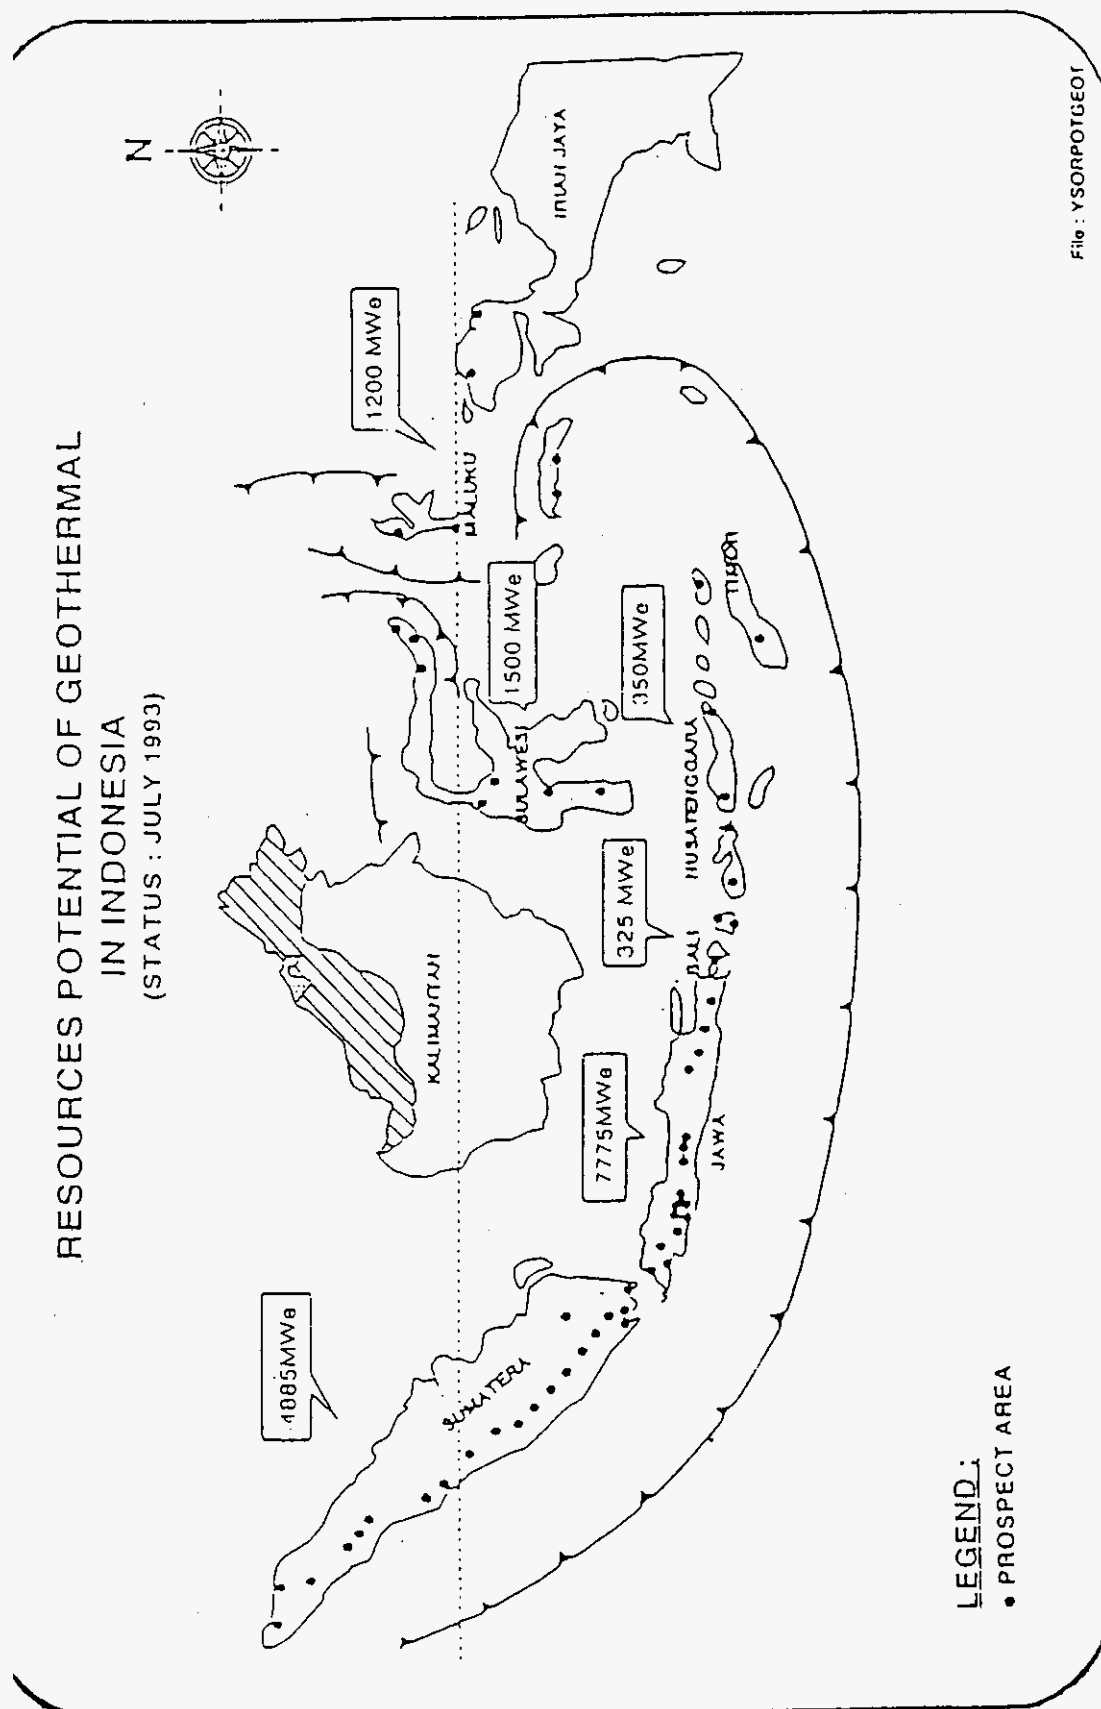 RESOURCES POTENTIAL OF GEOTHERMAL
IN INDONESIA
(STATUS : JULY 1993)
N
4885MWe
1200 MWe
1500 MWe
350MWe
325 MWe
7775MWe
SUMATERA
KALIMANTAN
SULAWESI
MALUKU
IRIAN JAYA
JAWA
BALI
NUSATENGGARA
TIMOR
LEGEND :
• PROSPECT AREA
File : YSORPOTGEOT